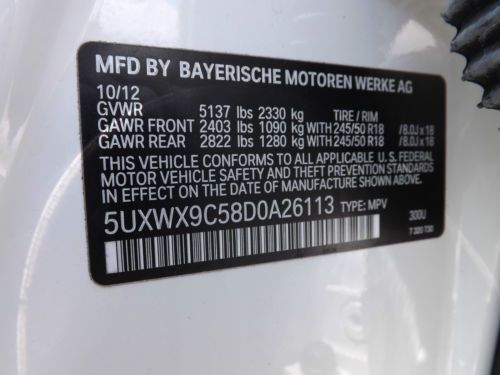 MFD BY BAYERISCHE MOTOREN WERKE AG
10/12
GVWR 5137 lbs 2330 kg TIRE / RIM
GAWR FRONT 2403 lbs 1090 kg WITH 245/50 R18 / 8.0J x 18
GAWR REAR 2822 lbs 1280 kg WITH 245/50 R18 / 8.0J x 18
THIS VEHICLE CONFORMS TO ALL APPLICABLE U. S. FEDERAL
MOTOR VEHICLE SAFETY AND THEFT PREVENTION STANDARDS
IN EFFECT ON THE DATE OF MANUFACTURE SHOWN ABOVE.
5UXWX9C58D0A26113 TYPE: MPV
300U
7 320 730